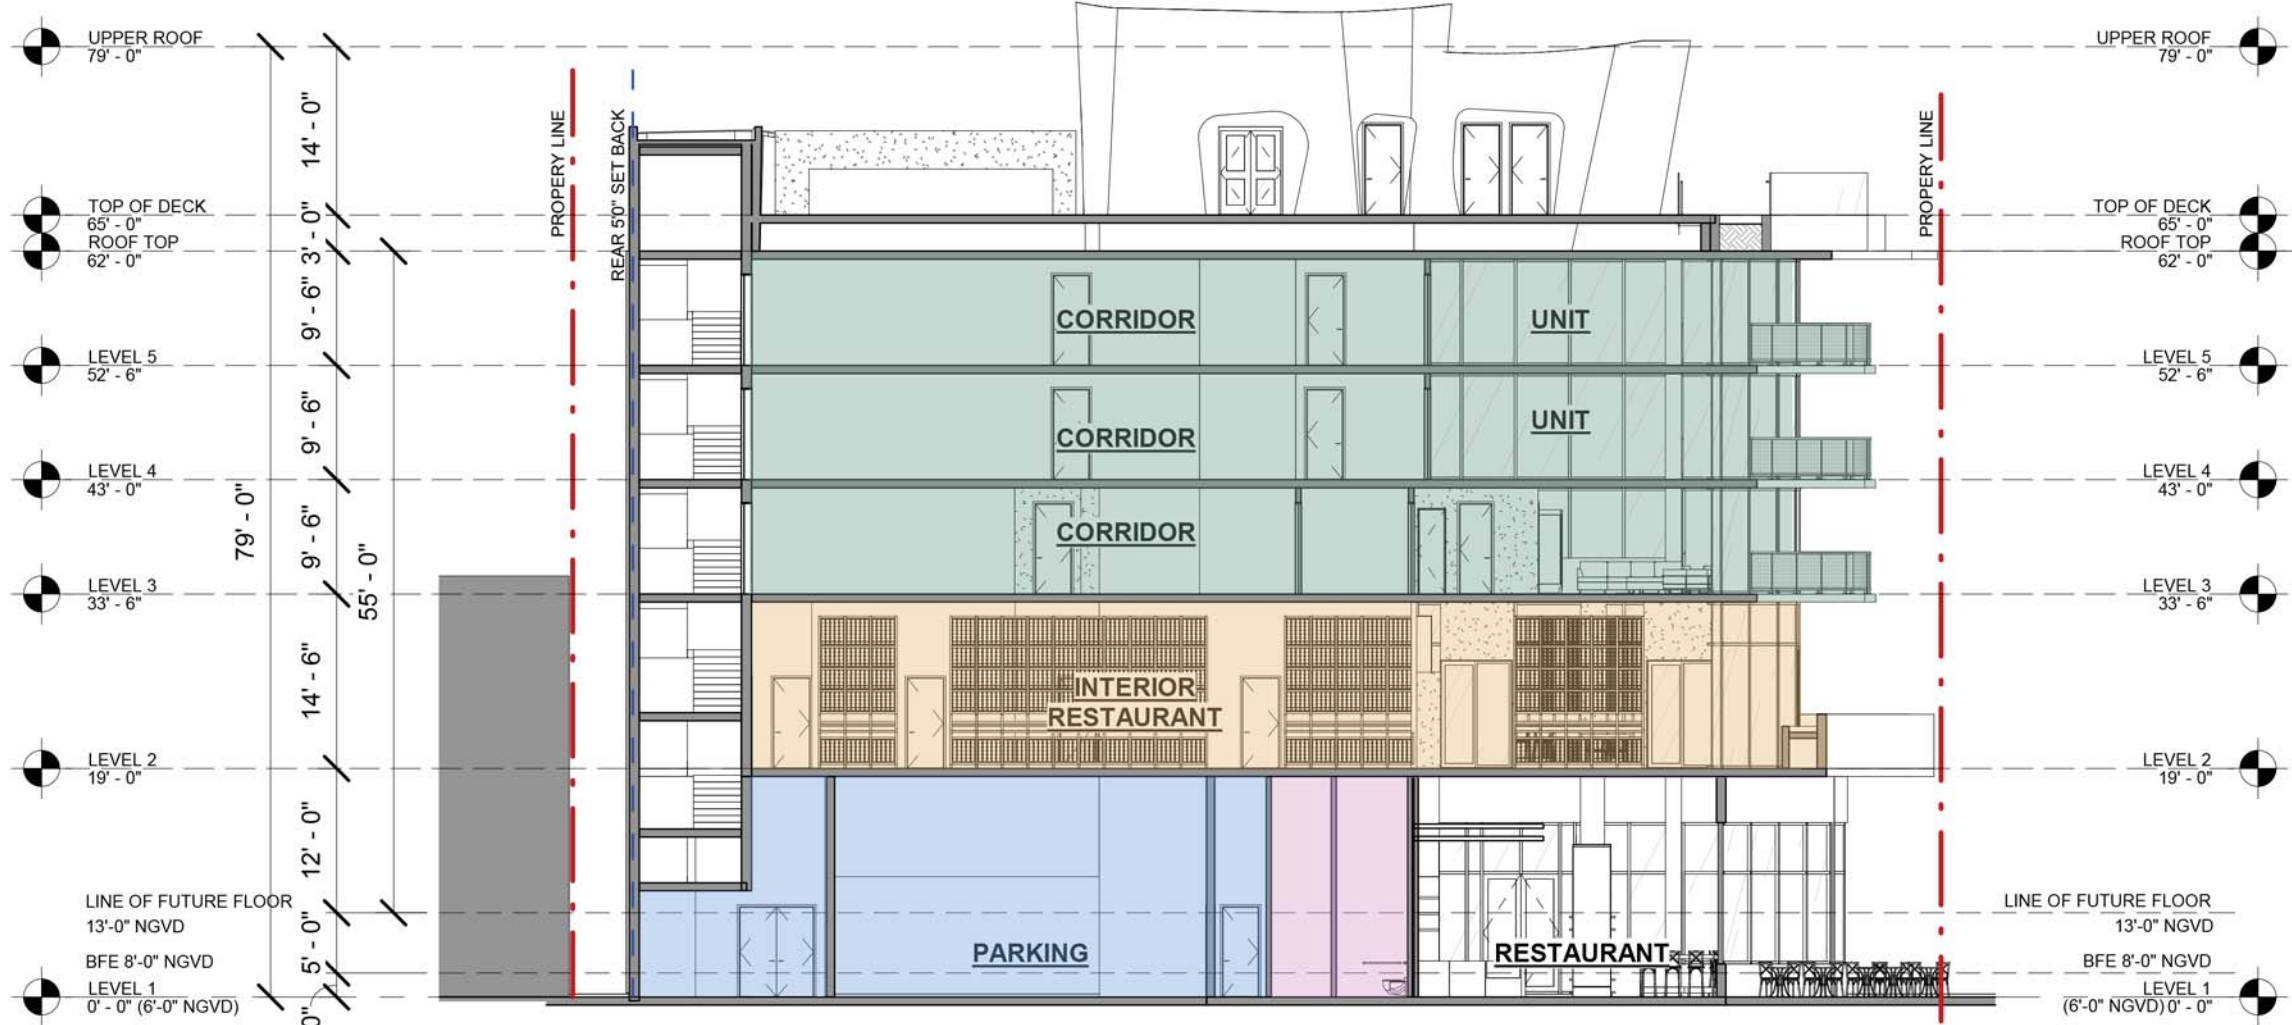 UPPER ROOF
79' - 0"
UPPER ROOF
79' - 0"
14' - 0"
PROPERY LINE
REAR 5'0" SET BACK
PROPERY LINE
TOP OF DECK
65' - 0"
TOP OF DECK
65' - 0"
ROOF TOP
62' - 0"
ROOF TOP
62' - 0"
3' - 0"
9' - 6"
CORRIDOR
UNIT
LEVEL 5
52' - 6"
LEVEL 5
52' - 6"
9' - 6"
CORRIDOR
UNIT
LEVEL 4
43' - 0"
LEVEL 4
43' - 0"
79' - 0"
9' - 6"
55' - 0"
CORRIDOR
LEVEL 3
33' - 6"
LEVEL 3
33' - 6"
14' - 6"
INTERIOR
RESTAURANT
LEVEL 2
19' - 0"
LEVEL 2
19' - 0"
12' - 0"
LINE OF FUTURE FLOOR
13'-0" NGVD
LINE OF FUTURE FLOOR
13'-0" NGVD
5' - 0"
PARKING
RESTAURANT
BFE 8'-0" NGVD
BFE 8'-0" NGVD
LEVEL 1
0' - 0" (6'-0" NGVD)
LEVEL 1
(6'-0" NGVD) 0' - 0"